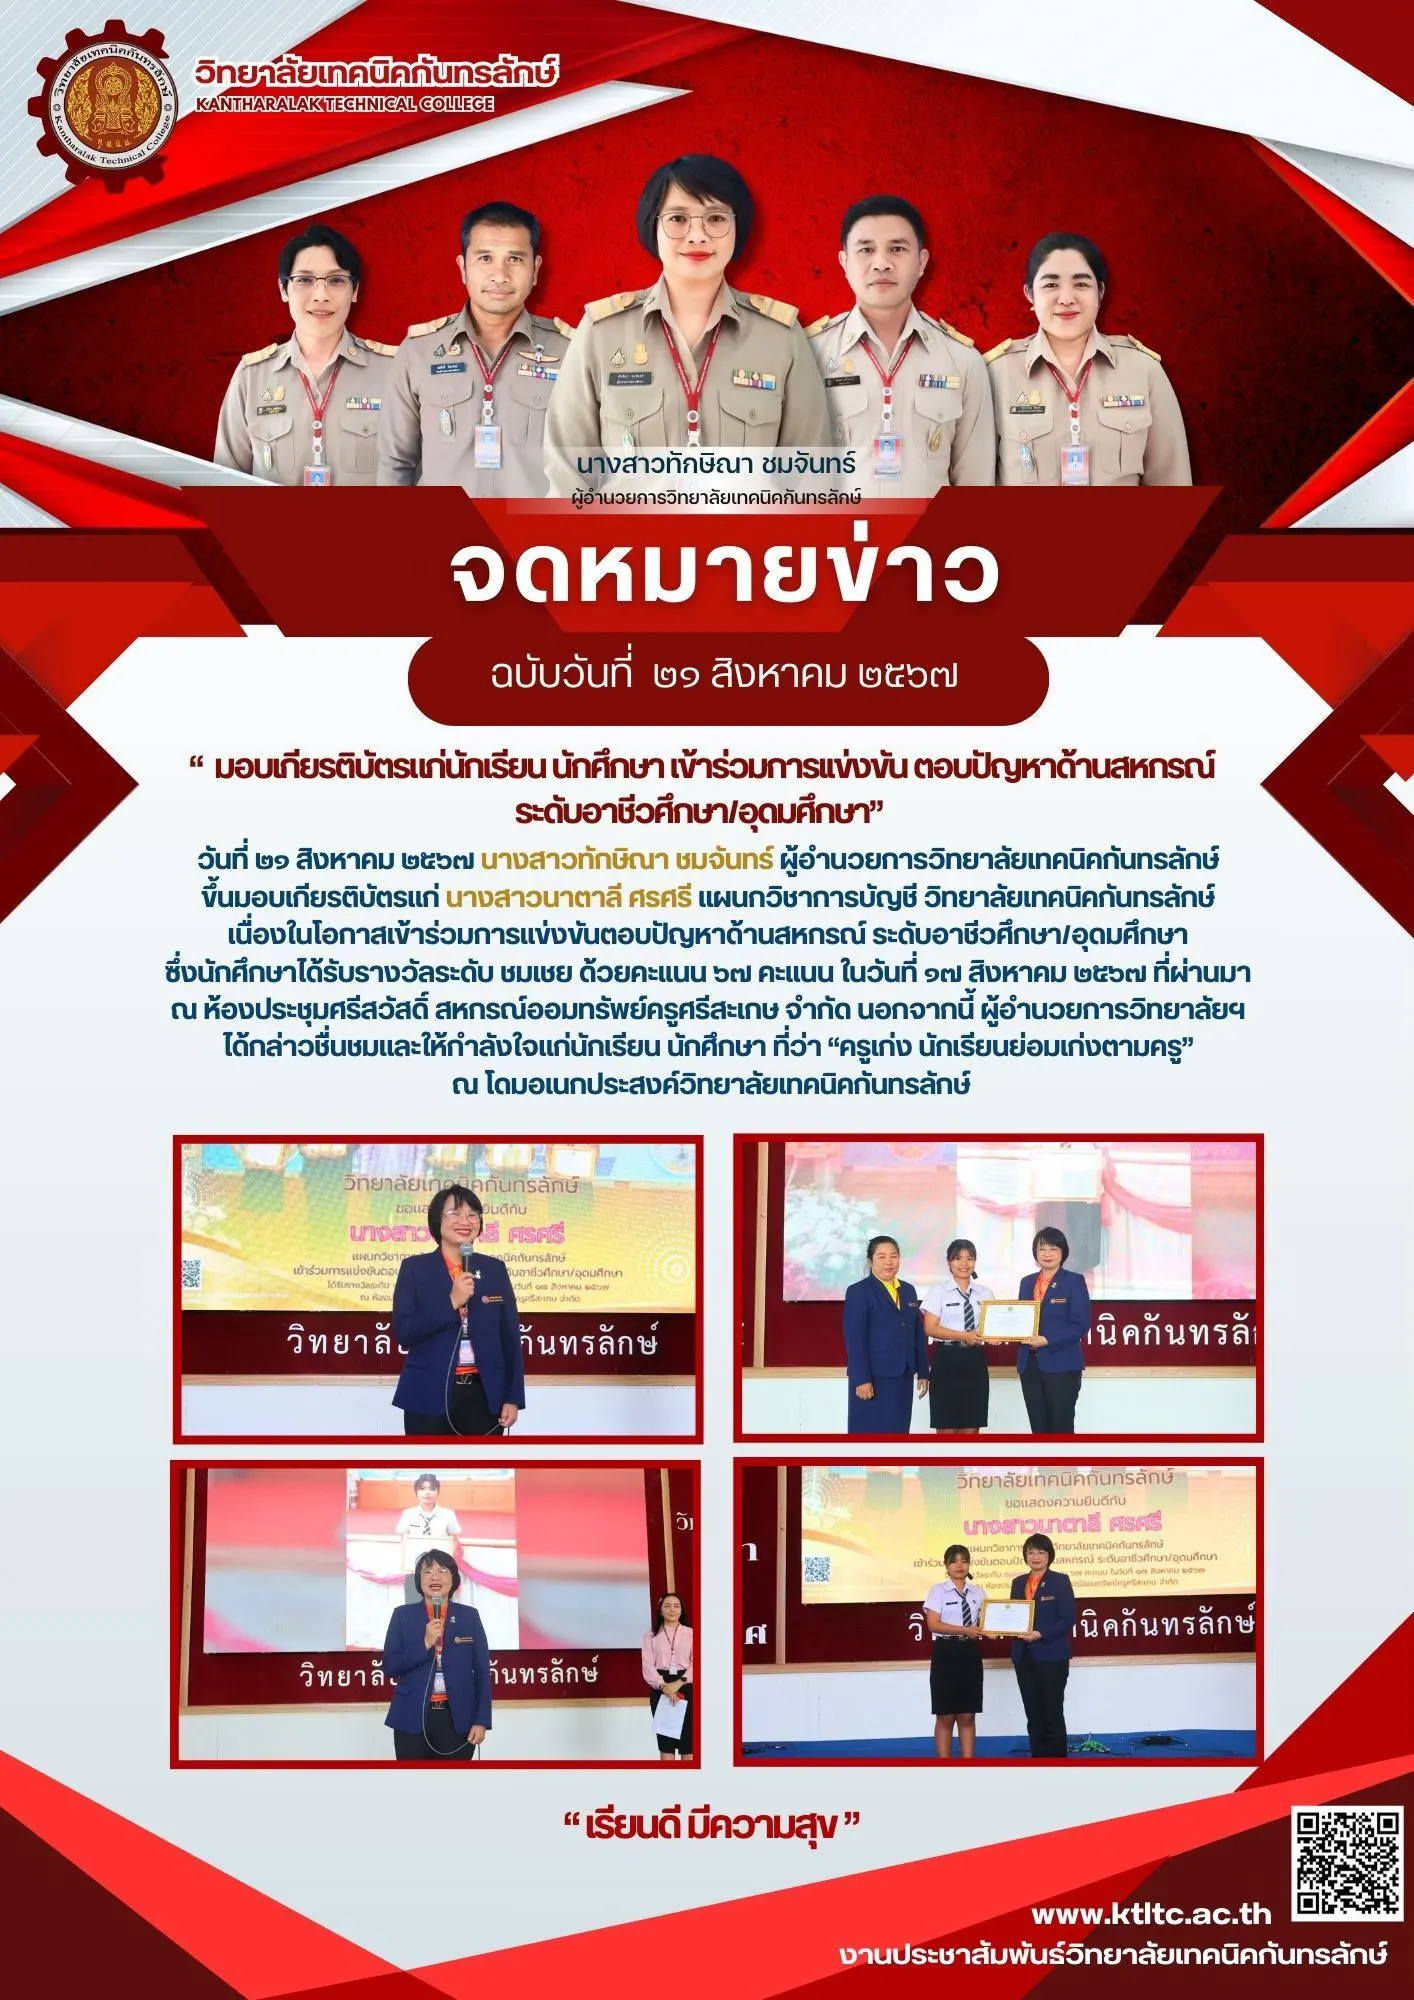 วิทยาลัยเทคนิคกันทรลักษ์
KANTHARALAK TECHNICAL COLLEGE
วิทยาลัยเทคนิคกันทรลักษ์
Kantharalak Technical College
นางสาวทักษิณา ชมจันทร์
ผู้อำนวยการวิทยาลัยเทคนิคกันทรลักษ์
จดหมายข่าว
ฉบับวันที่ ๒๑ สิงหาคม ๒๕๖๗
“ มอบเกียรติบัตรแก่นักเรียน นักศึกษา เข้าร่วมการแข่งขัน ตอบปัญหาด้านสหกรณ์
ระดับอาชีวศึกษา/อุดมศึกษา”
วันที่ ๒๑ สิงหาคม ๒๕๖๗ นางสาวทักษิณา ชมจันทร์ ผู้อำนวยการวิทยาลัยเทคนิคกันทรลักษ์
ขึ้นมอบเกียรติบัตรแก่ นางสาวนาตาลี ศรศรี แผนกวิชาการบัญชี วิทยาลัยเทคนิคกันทรลักษ์
เนื่องในโอกาสเข้าร่วมการแข่งขันตอบปัญหาด้านสหกรณ์ ระดับอาชีวศึกษา/อุดมศึกษา
ซึ่งนักศึกษาได้รับรางวัลระดับ ชมเชย ด้วยคะแนน ๖๗ คะแนน ในวันที่ ๑๗ สิงหาคม ๒๕๖๗ ที่ผ่านมา
ณ ห้องประชุมศรีสวัสดิ์ สหกรณ์ออมทรัพย์ครูศรีสะเกษ จำกัด นอกจากนี้ ผู้อำนวยการวิทยาลัยฯ
ได้กล่าวชื่นชมและให้กำลังใจแก่นักเรียน นักศึกษา ที่ว่า “ครูเก่ง นักเรียนย่อมเก่งตามครู”
ณ โดมอเนกประสงค์วิทยาลัยเทคนิคกันทรลักษ์
วิทยาลัยเทคนิคกันทรลักษ์
ขอแส ยินดีกับ
นางสาว ลี ศรศรี
แผนกวิชาการ คนิคกันทรลักษ์
เข้าร่วมการแข่งขันตอบ ดับอาชีวศึกษา/อุดมศึกษา
ได้รับรางวัลระดับ วันที่ ๑๗ สิงหาคม ๒๕๖๗
ณ ห้อง ครูศรีสะเกษ จำกัด
วิทยาลั กันทรลักษ์
นิคกันทรลั
วิทยาลั กันทรลักษ์
วิทยาลัยเทคนิคกันทรลักษ์
ขอแสดงความยินดีกับ
นางสาวนาตาลี ศรศรี
แผนกวิชาการ วิทยาลัยเทคนิคกันทรลักษ์
เข้าร่วม แข่งขันตอบปั สหกรณ์ ระดับอาชีวศึกษา/อุดมศึกษา
๖๗ คะแนน ในวันที่ ๑๗ สิงหาคม ๒๕๖๗
ออมทรัพย์ครูศรีสะเกษ จำกัด
วิ นิคกันทรลักษ์
“ เรียนดี มีความสุข ”
www.ktltc.ac.th
งานประชาสัมพันธ์วิทยาลัยเทคนิคกันทรลักษ์